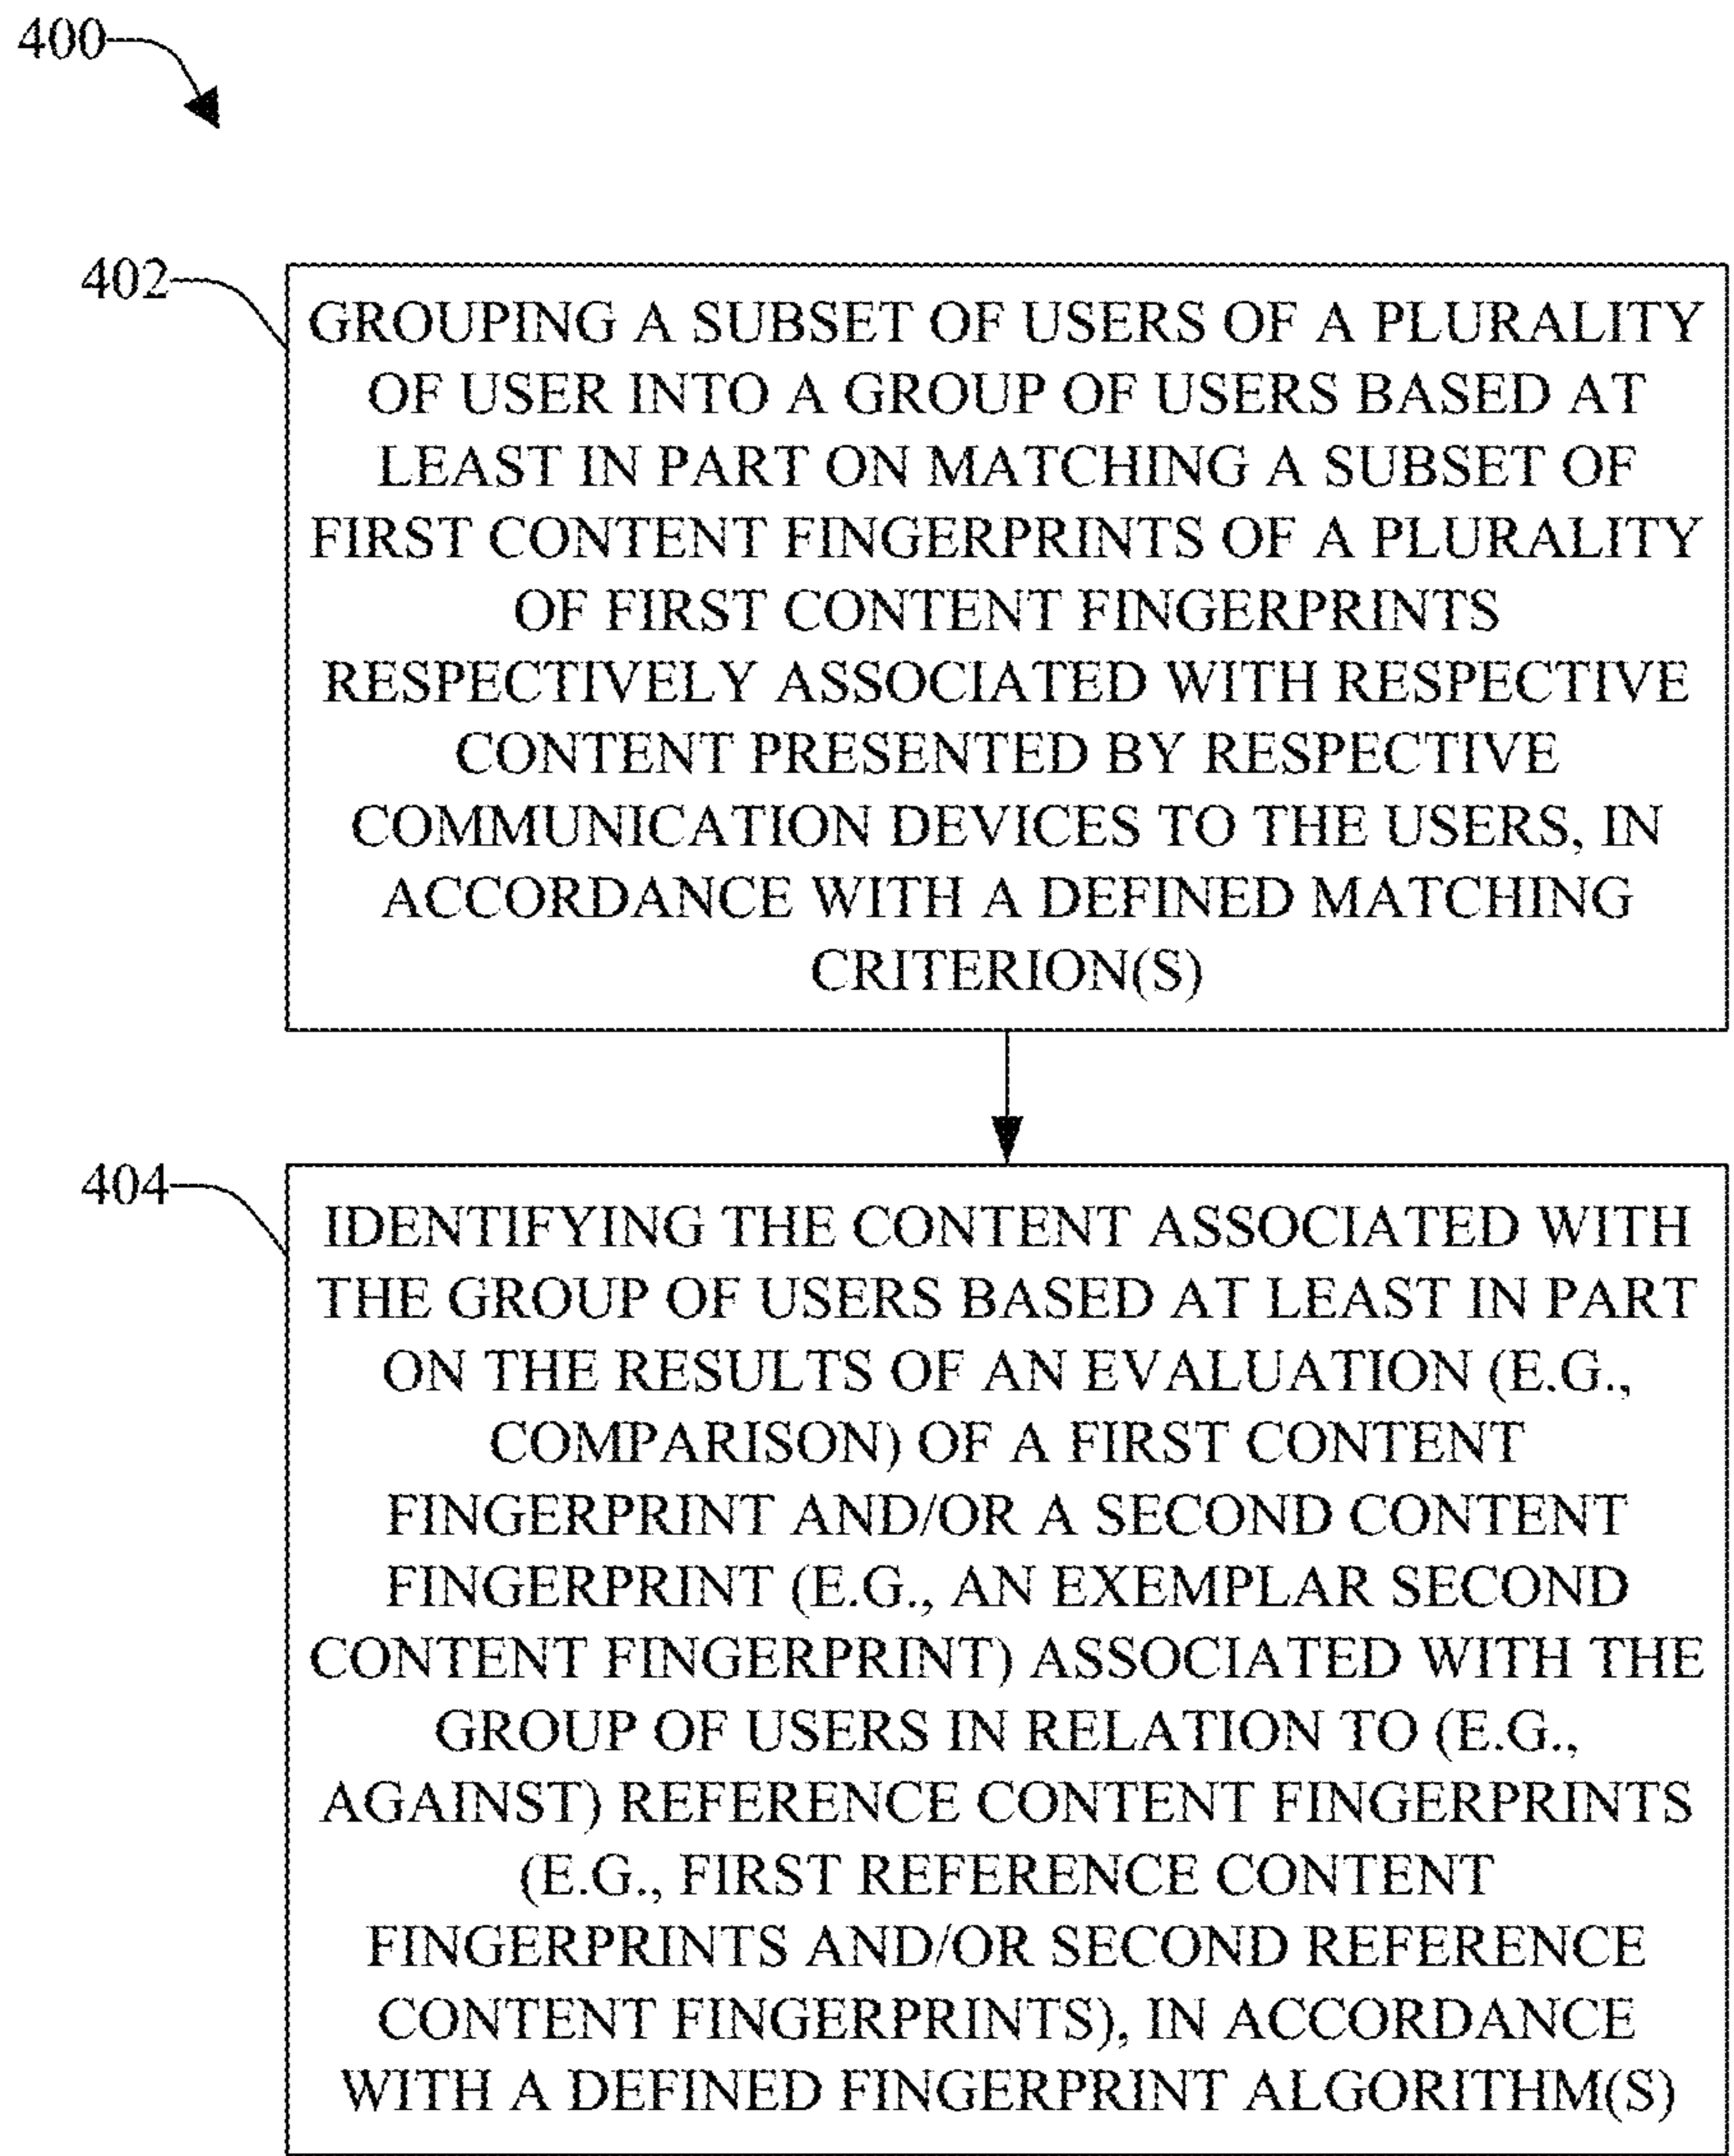 400
402
GROUPING A SUBSET OF USERS OF A PLURALITY
OF USER INTO A GROUP OF USERS BASED AT
LEAST IN PART ON MATCHING A SUBSET OF
FIRST CONTENT FINGERPRINTS OF A PLURALITY
OF FIRST CONTENT FINGERPRINTS
RESPECTIVELY ASSOCIATED WITH RESPECTIVE
CONTENT PRESENTED BY RESPECTIVE
COMMUNICATION DEVICES TO THE USERS, IN
ACCORDANCE WITH A DEFINED MATCHING
CRITERION(S)
404
IDENTIFYING THE CONTENT ASSOCIATED WITH
THE GROUP OF USERS BASED AT LEAST IN PART
ON THE RESULTS OF AN EVALUATION (E.G.,
COMPARISON) OF A FIRST CONTENT
FINGERPRINT AND/OR A SECOND CONTENT
FINGERPRINT (E.G., AN EXEMPLAR SECOND
CONTENT FINGERPRINT) ASSOCIATED WITH THE
GROUP OF USERS IN RELATION TO (E.G.,
AGAINST) REFERENCE CONTENT FINGERPRINTS
(E.G., FIRST REFERENCE CONTENT
FINGERPRINTS AND/OR SECOND REFERENCE
CONTENT FINGERPRINTS), IN ACCORDANCE
WITH A DEFINED FINGERPRINT ALGORITHM(S)